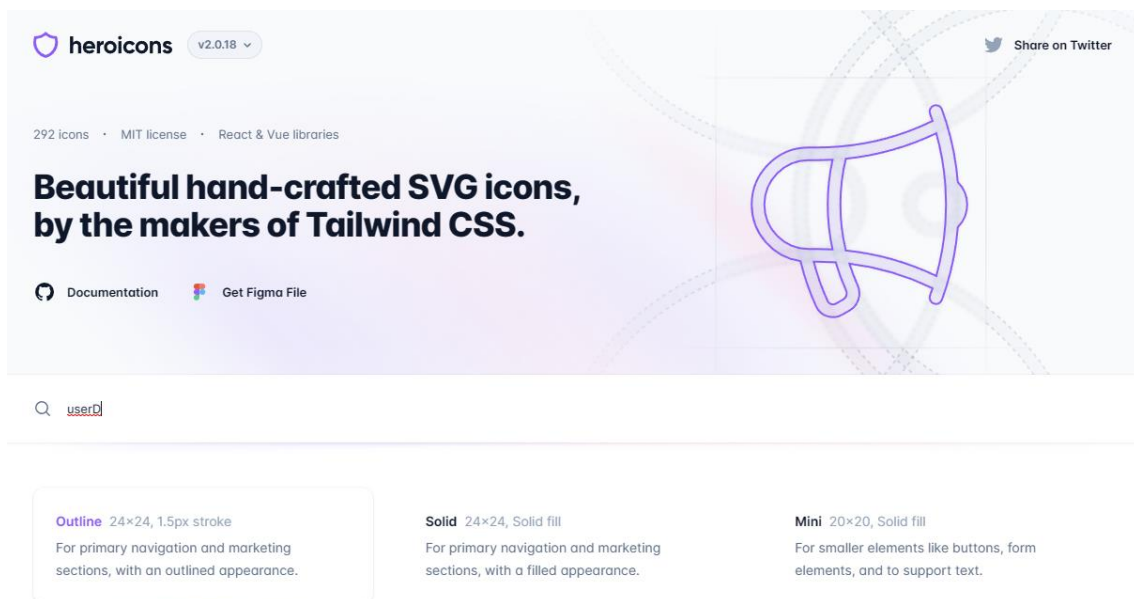 heroicons v2.0.18
Share on Twitter
292 icons · MIT license · React & Vue libraries
Beautiful hand-crafted SVG icons,
by the makers of Tailwind CSS.
Documentation Get Figma File
userD
Outline 24×24, 1.5px stroke
For primary navigation and marketing
sections, with an outlined appearance.
Solid 24×24, Solid fill
For primary navigation and marketing
sections, with a filled appearance.
Mini 20×20, Solid fill
For smaller elements like buttons, form
elements, and to support text.